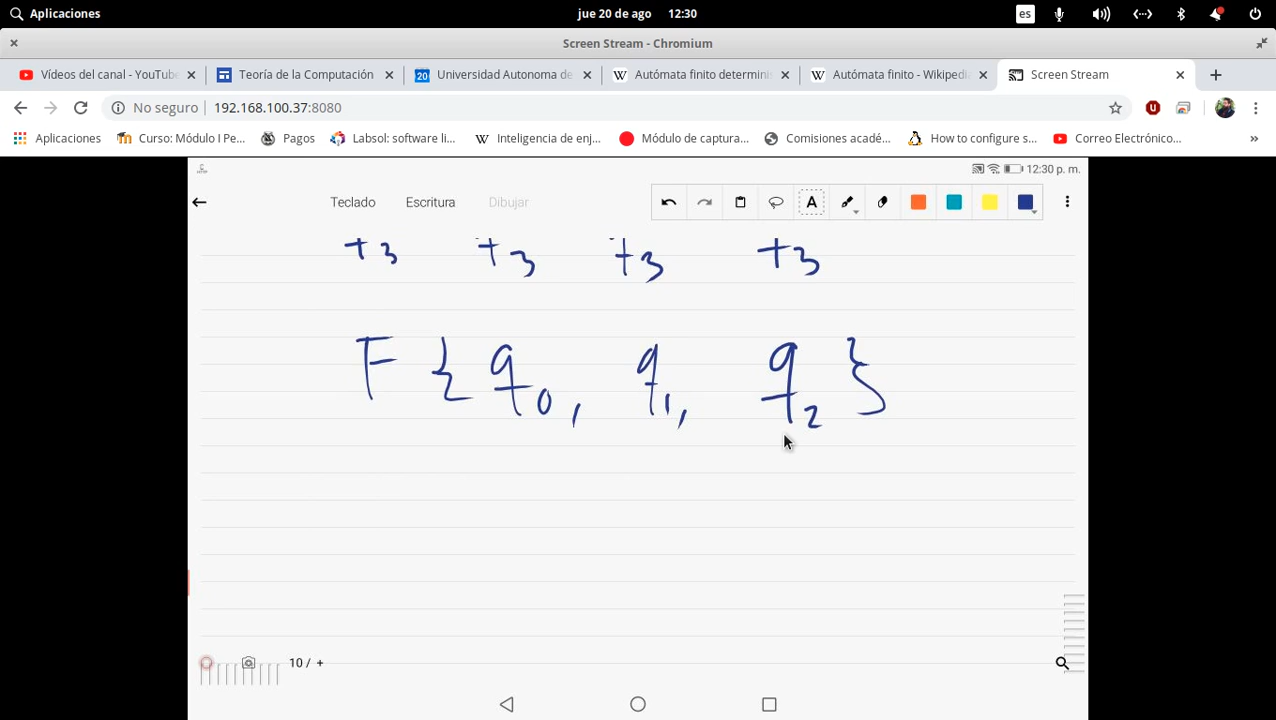 Aplicaciones jue 20 de ago 12:30 es
Screen Stream - Chromium
Vídeos del canal - YouTube Teoría de la Computación Universidad Autonoma de Autómata finito determini Autómata finito - Wikipedi Screen Stream
No seguro 192.168.100.37:8080
Aplicaciones Curso: Módulo I Pe... Pagos Labsol: software li... Inteligencia de enj... Módulo de captura... Comisiones acadé... How to configure s... Correo Electrónico... »
12:30 p. m.
Teclado Escritura Dibujar A
+3 +3 +3 +3
F { q0, q1, q2 }
10 / +